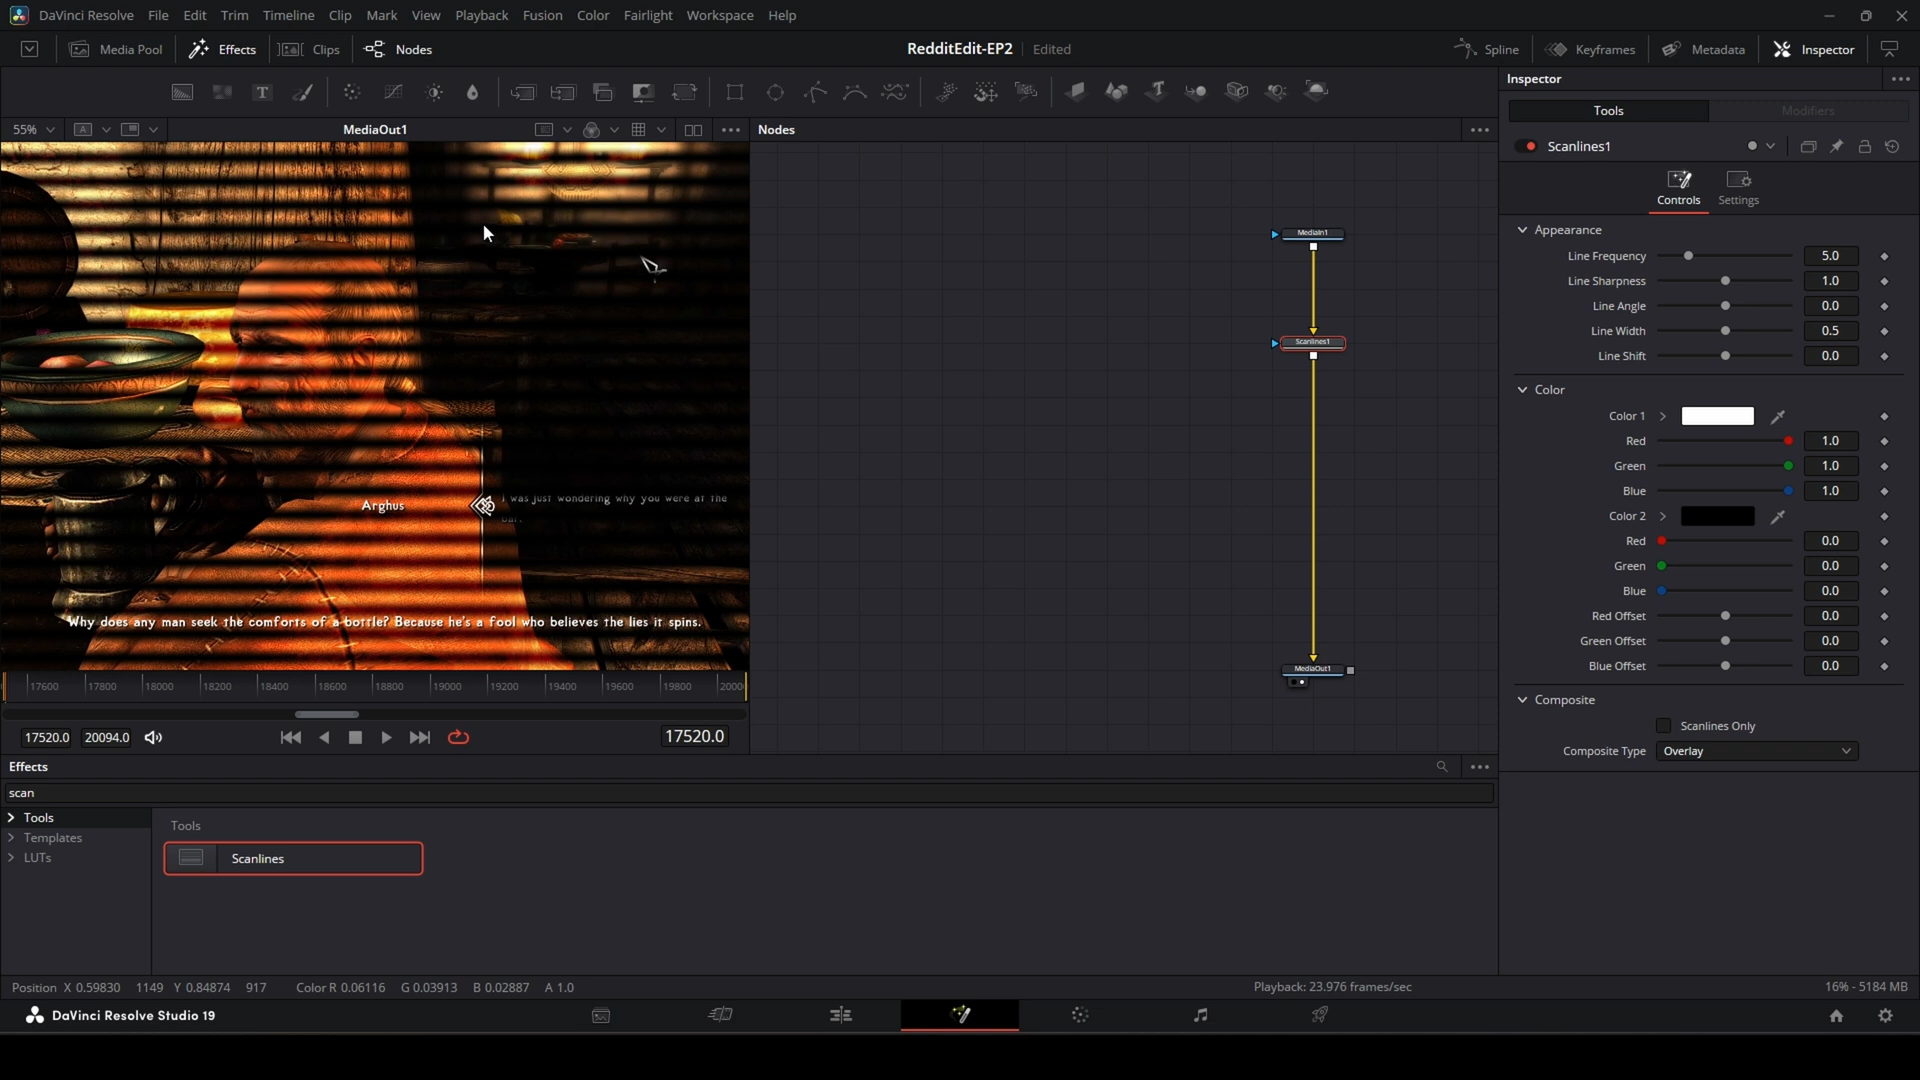 DaVinci Resolve File Edit Trim Timeline Clip Mark View Playback Fusion Color Fairlight Workspace Help
Media Pool Effects Clips Nodes RedditEdit-EP2 Edited Spline Keyframes Metadata Inspector
Inspector
Tools Modifiers
55% A MediaOut1 Nodes
Scanlines1
Controls Settings
MediaIn1
Scanlines1
MediaOut1
Appearance
Line Frequency 5.0
Line Sharpness 1.0
Line Angle 0.0
Line Width 0.5
Line Shift 0.0
Color
Color 1
Red 1.0
Green 1.0
Blue 1.0
Color 2
Red 0.0
Green 0.0
Blue 0.0
Red Offset 0.0
Green Offset 0.0
Blue Offset 0.0
Composite
Scanlines Only
Composite Type Overlay
Arghus
I was just wondering why you were at the
bar.
Why does any man seek the comforts of a bottle? Because he's a fool who believes the lies it spins.
17600 17800 18000 18200 18400 18600 18800 19000 19200 19400 19600 19800 2000
17520.0 20094.0 17520.0
Effects
scan
Tools
Templates
LUTs
Tools
Scanlines
Position X 0.59830 1149 Y 0.84874 917 Color R 0.06116 G 0.03913 B 0.02887 A 1.0 Playback: 23.976 frames/sec 16% - 5184 MB
DaVinci Resolve Studio 19